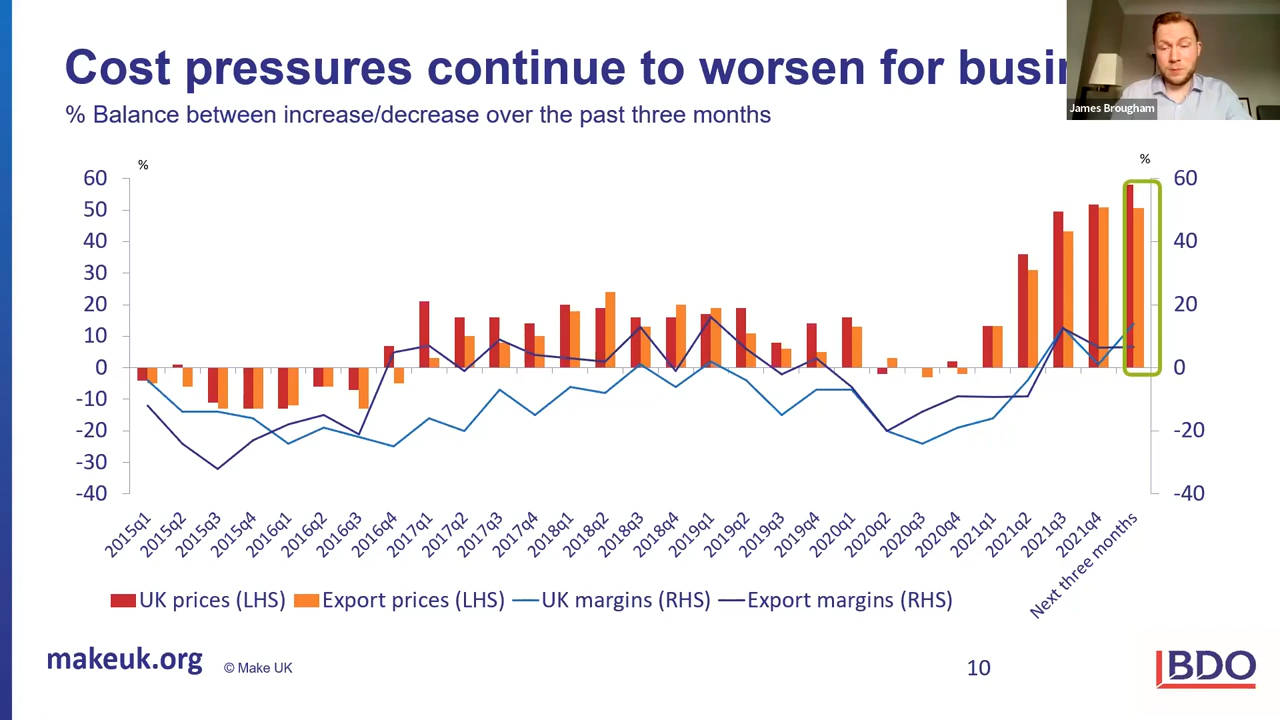 Cost pressures continue to worsen for busi
James Brougham
% Balance between increase/decrease over the past three months
%
%
60
50
40
30
20
10
0
-10
-20
-30
-40
60
40
20
0
-20
-40
2015q1
2015q2
2015q3
2015q4
2016q1
2016q2
2016q3
2016q4
2017q1
2017q2
2017q3
2017q4
2018q1
2018q2
2018q3
2018q4
2019q1
2019q2
2019q3
2019q4
2020q1
2020q2
2020q3
2020q4
2021q1
2021q2
2021q3
2021q4
Next three months
UK prices (LHS) Export prices (LHS) UK margins (RHS) Export margins (RHS)
makeuk.org
© Make UK
10
BDO